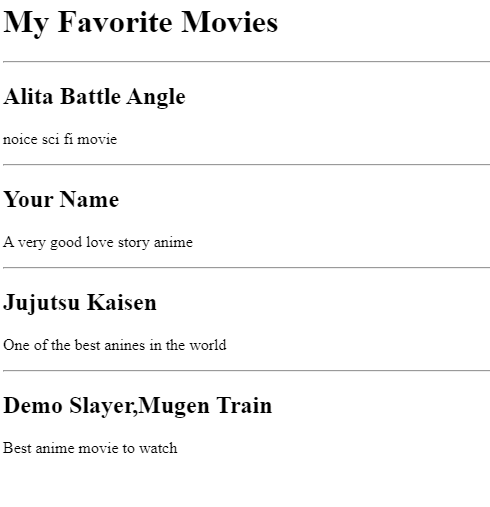 My Favorite Movies
Alita Battle Angle
noice sci fi movie
Your Name
A very good love story anime
Jujutsu Kaisen
One of the best anines in the world
Demo Slayer,Mugen Train
Best anime movie to watch